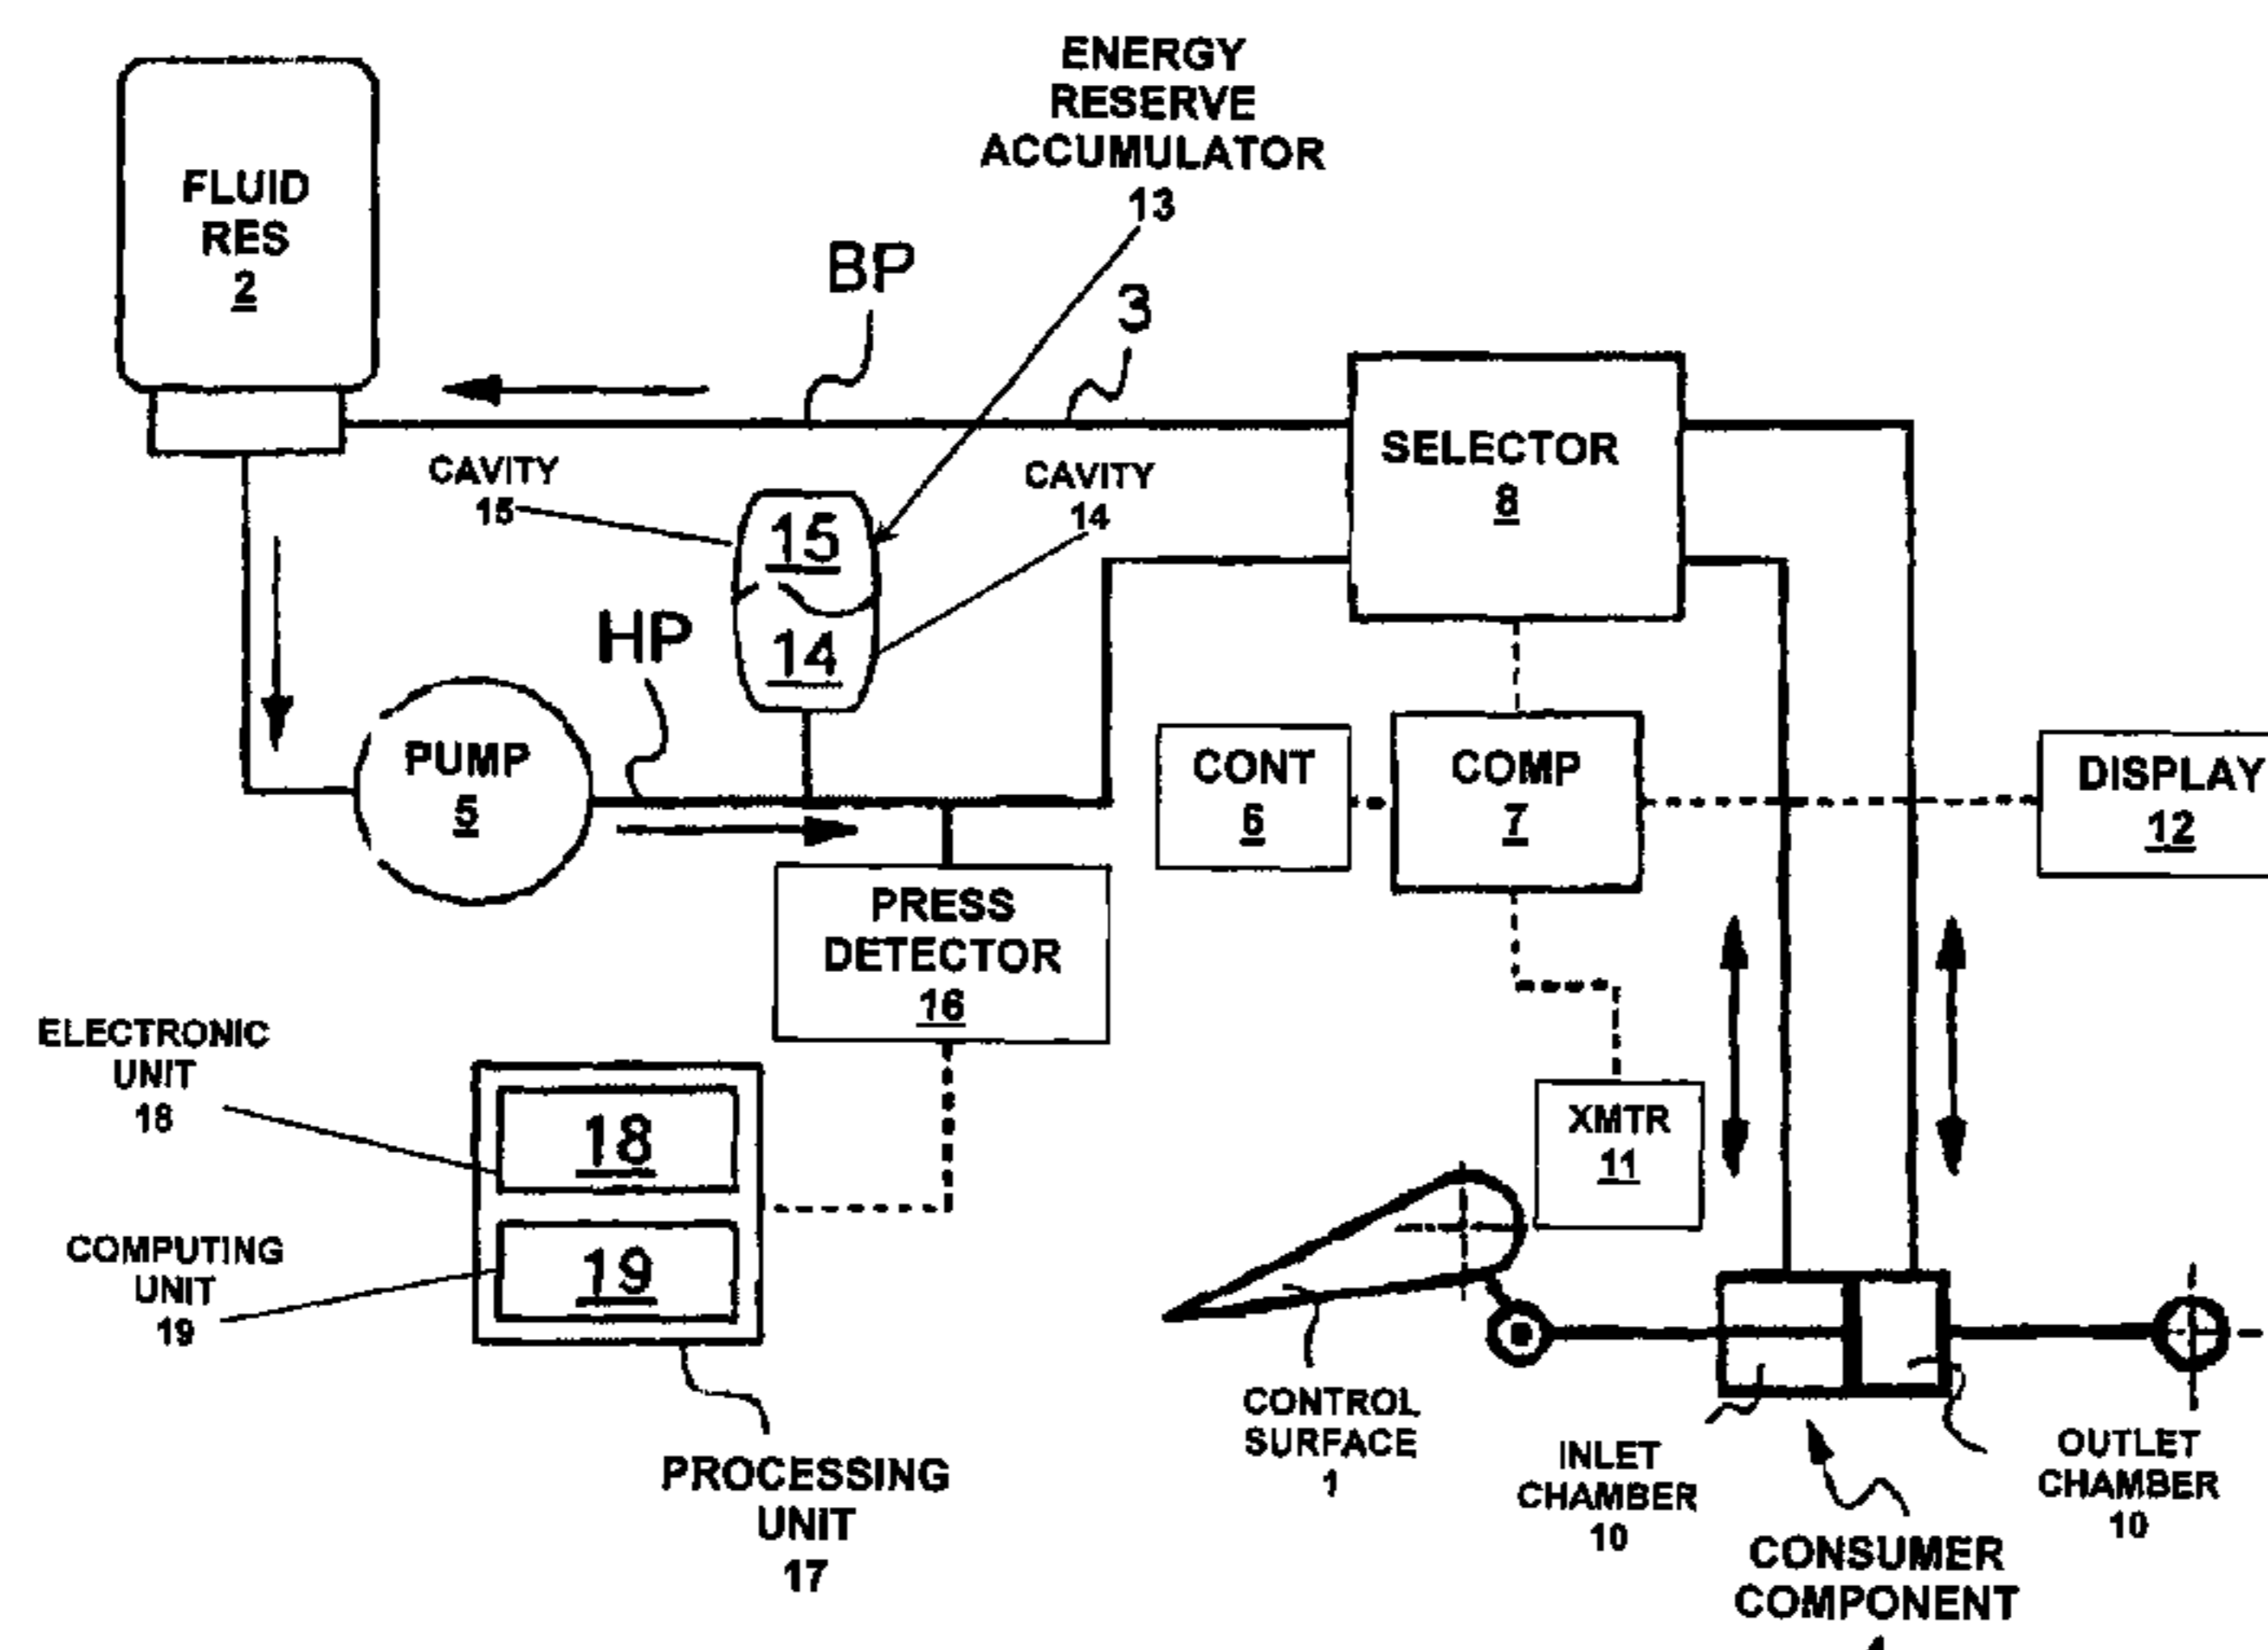 ENERGY
RESERVE
ACCUMULATOR
13
FLUID
RES
2
BP
3
SELECTOR
8
CAVITY
15
CAVITY
14
15
14
HP
PUMP
5
CONT
6
COMP
7
DISPLAY
12
PRESS
DETECTOR
16
ELECTRONIC
UNIT
18
18
XMTR
11
COMPUTING
UNIT
19
19
CONTROL
SURFACE
1
INLET
CHAMBER
10
OUTLET
CHAMBER
10
PROCESSING
UNIT
17
CONSUMER
COMPONENT